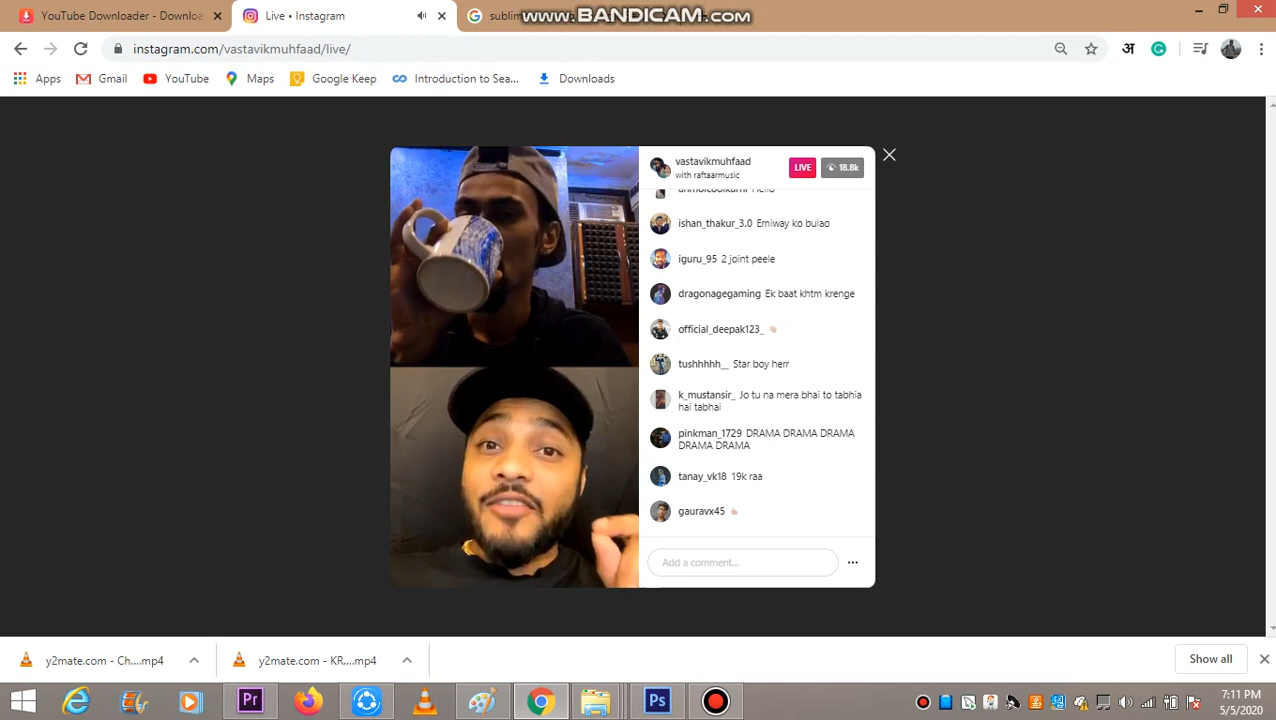 YouTube Downloader - Downloa
Live • Instagram
sublim
www.BANDICAM.com
instagram.com/vastavikmuhfaad/live/
अ
Apps
Gmail
YouTube
Maps
Google Keep
Introduction to Sea...
Downloads
vastavikmuhfaad
with raftaarmusic
LIVE
18.8k
Hello
ishan_thakur_3.0 Emiway ko bulao
iguru_95 2 joint peele
dragonagegaming Ek baat khtm krenge
official_deepak123_
tushhhhh__ Star boy herr
k_mustansir_ Jo tu na mera bhai to tabhia
hai tabhai
pinkman_1729 DRAMA DRAMA DRAMA
DRAMA DRAMA
tanay_vk18 19k raa
gauravx45
Add a comment...
y2mate.com - Ch....mp4
y2mate.com - KR....mp4
Show all
Pr
Ps
7:11 PM
5/5/2020